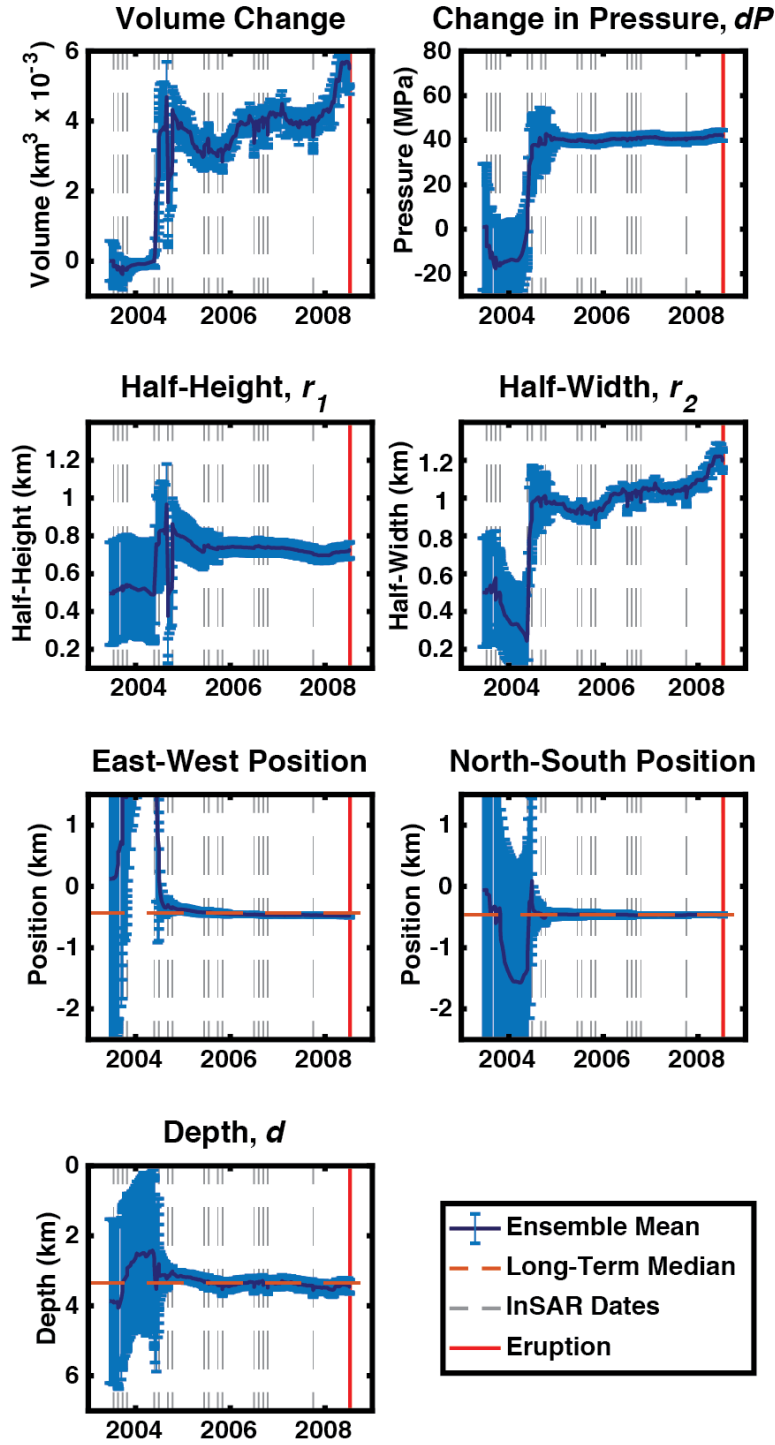 Volume Change
Change in Pressure, dP
Volume (km³ x 10⁻³)
6
4
2
0
2004 2006 2008
Pressure (MPa)
80
60
40
20
0
-20
2004 2006 2008
Half-Height, r₁
Half-Width, r₂
Half-Height (km)
1.2
1
0.8
0.6
0.4
0.2
2004 2006 2008
Half-Width (km)
1.2
1
0.8
0.6
0.4
0.2
2004 2006 2008
East-West Position
North-South Position
Position (km)
1
0
-1
-2
2004 2006 2008
Position (km)
1
0
-1
-2
2004 2006 2008
Depth, d
Depth (km)
0
2
4
6
2004 2006 2008
Ensemble Mean
Long-Term Median
InSAR Dates
Eruption